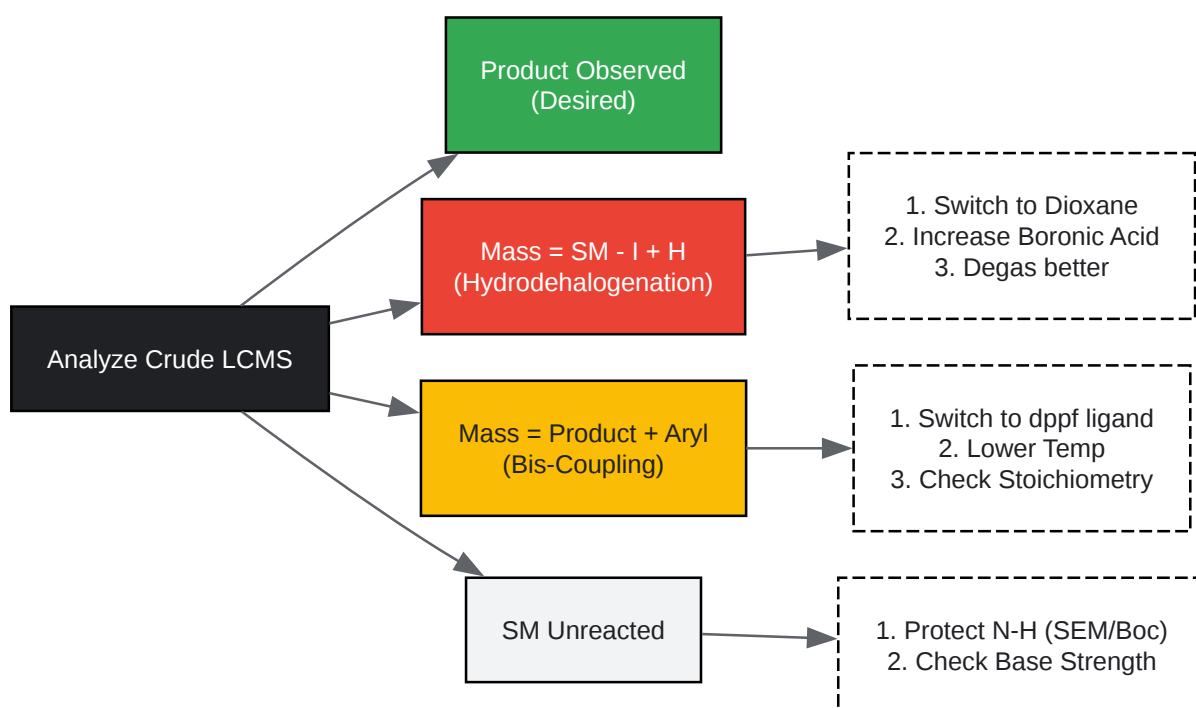 Product Observed
(Desired)
Mass = SM - I + H
(Hydrodehalogenation)
1. Switch to Dioxane
2. Increase Boronic Acid
3. Degas better
Analyze Crude LCMS
Mass = Product + Aryl
(Bis-Coupling)
1. Switch to dppf ligand
2. Lower Temp
3. Check Stoichiometry
SM Unreacted
1. Protect N-H (SEM/Boc)
2. Check Base Strength